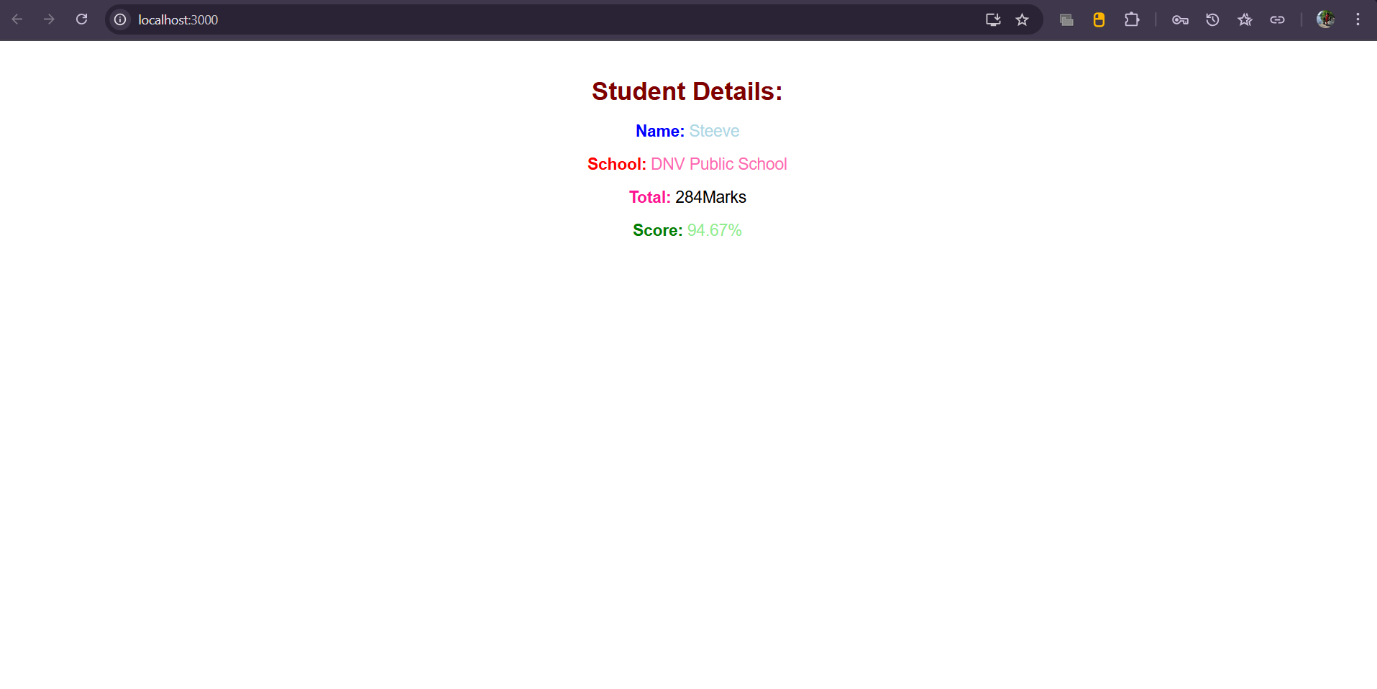 localhost:3000
Student Details:
Name: Steeve
School: DNV Public School
Total: 284Marks
Score: 94.67%